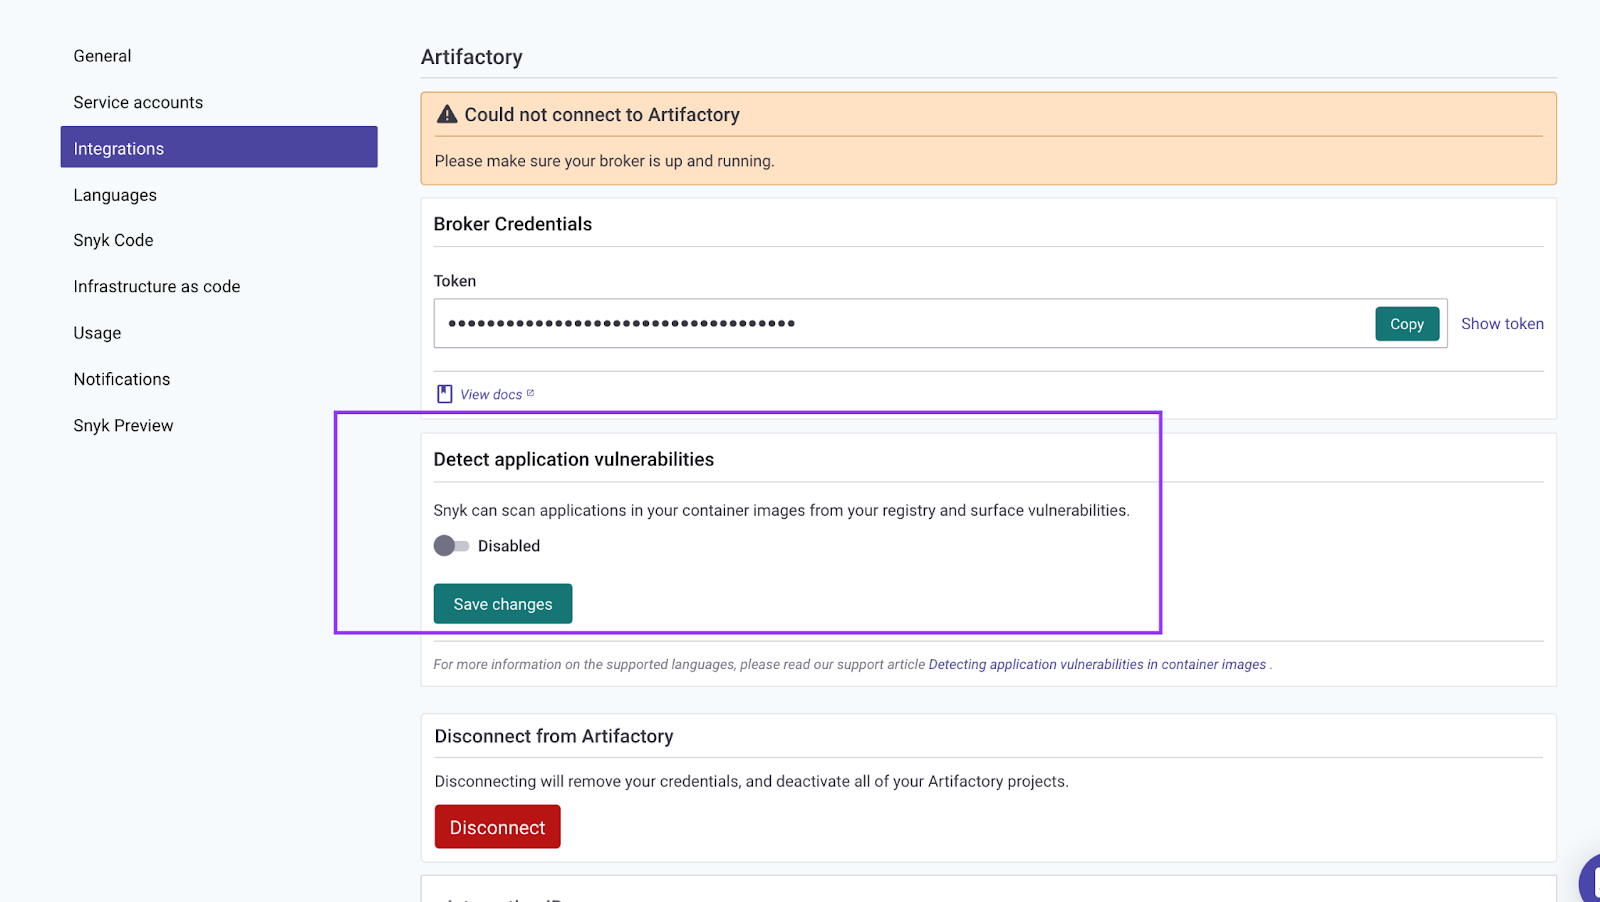 General
Service accounts
Integrations
Languages
Snyk Code
Infrastructure as code
Usage
Notifications
Snyk Preview
Artifactory
Could not connect to Artifactory
Please make sure your broker is up and running.
Broker Credentials
Token
••••••••••••••••••••••••••••••••••••
Copy
Show token
View docs
Detect application vulnerabilities
Snyk can scan applications in your container images from your registry and surface vulnerabilities.
Disabled
Save changes
For more information on the supported languages, please read our support article Detecting application vulnerabilities in container images .
Disconnect from Artifactory
Disconnecting will remove your credentials, and deactivate all of your Artifactory projects.
Disconnect